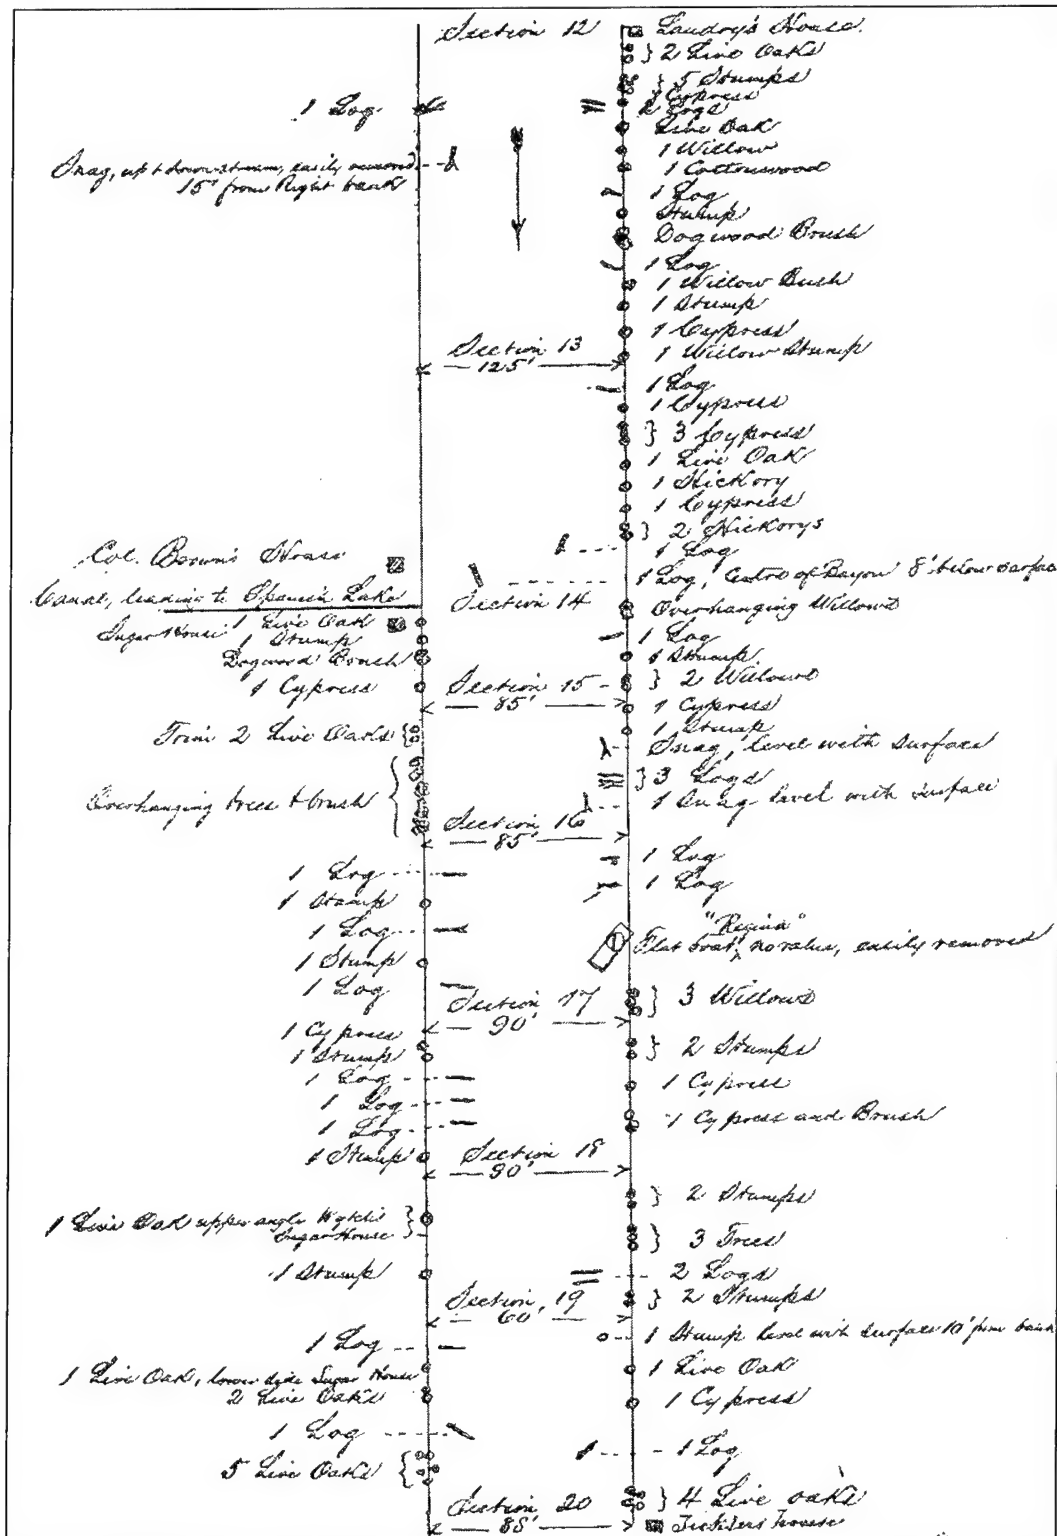 Section 12
Landry's House.
2 Live Oaks
5 Stumps
Cypress
2 Logs
1 Log
Live Oak
1 Willow
1 Cottonwood
Snag, up & down stream, easily removed
15' from Right bank
1 Log
Stump
Dogwood Brush
1 Log
1 Willow Bush
1 Stump
1 Cypress
Section 13
125'
1 Willow Stump
1 Log
1 Cypress
3 Cypress
1 Live Oak
1 Hickory
1 Cypress
2 Hickorys
1 Log
Col. Brown's House
1 Log, Centre of Bayou 8' below surface
Canal, leading to Spanish Lake
Section 14
Overhanging Willows
Sugar House
1 Live Oak
1 Stump
1 Log
1 Stump
Dogwood Brush
1 Cypress
Section 15
85'
2 Willows
1 Cypress
1 Stump
Trim 2 Live Oaks
Snag, level with surface
3 Logs
Overhanging trees & brush
1 Snag level with surface
Section 16
85'
1 Log
1 Log
1 Log
1 Stump
1 Log
"Regina"
Flat boat, no value, easily removed
1 Stump
1 Log
Section 17
90'
3 Willows
1 Cypress
1 Stump
2 Stumps
1 Log
1 Cypress
1 Log
1 Log
1 Cypress and Brush
1 Stump
Section 18
90'
2 Stumps
1 Live Oak upper angle
Sugar House
3 Trees
1 Stump
2 Logs
Section 19
60'
2 Stumps
1 Log
1 Stump level with surface 10' from bank
1 Live Oak, lower side Sugar House
1 Live Oak
2 Live Oaks
1 Cypress
1 Log
1 Log
5 Live Oaks
Section 20
88'
4 Live oaks
house